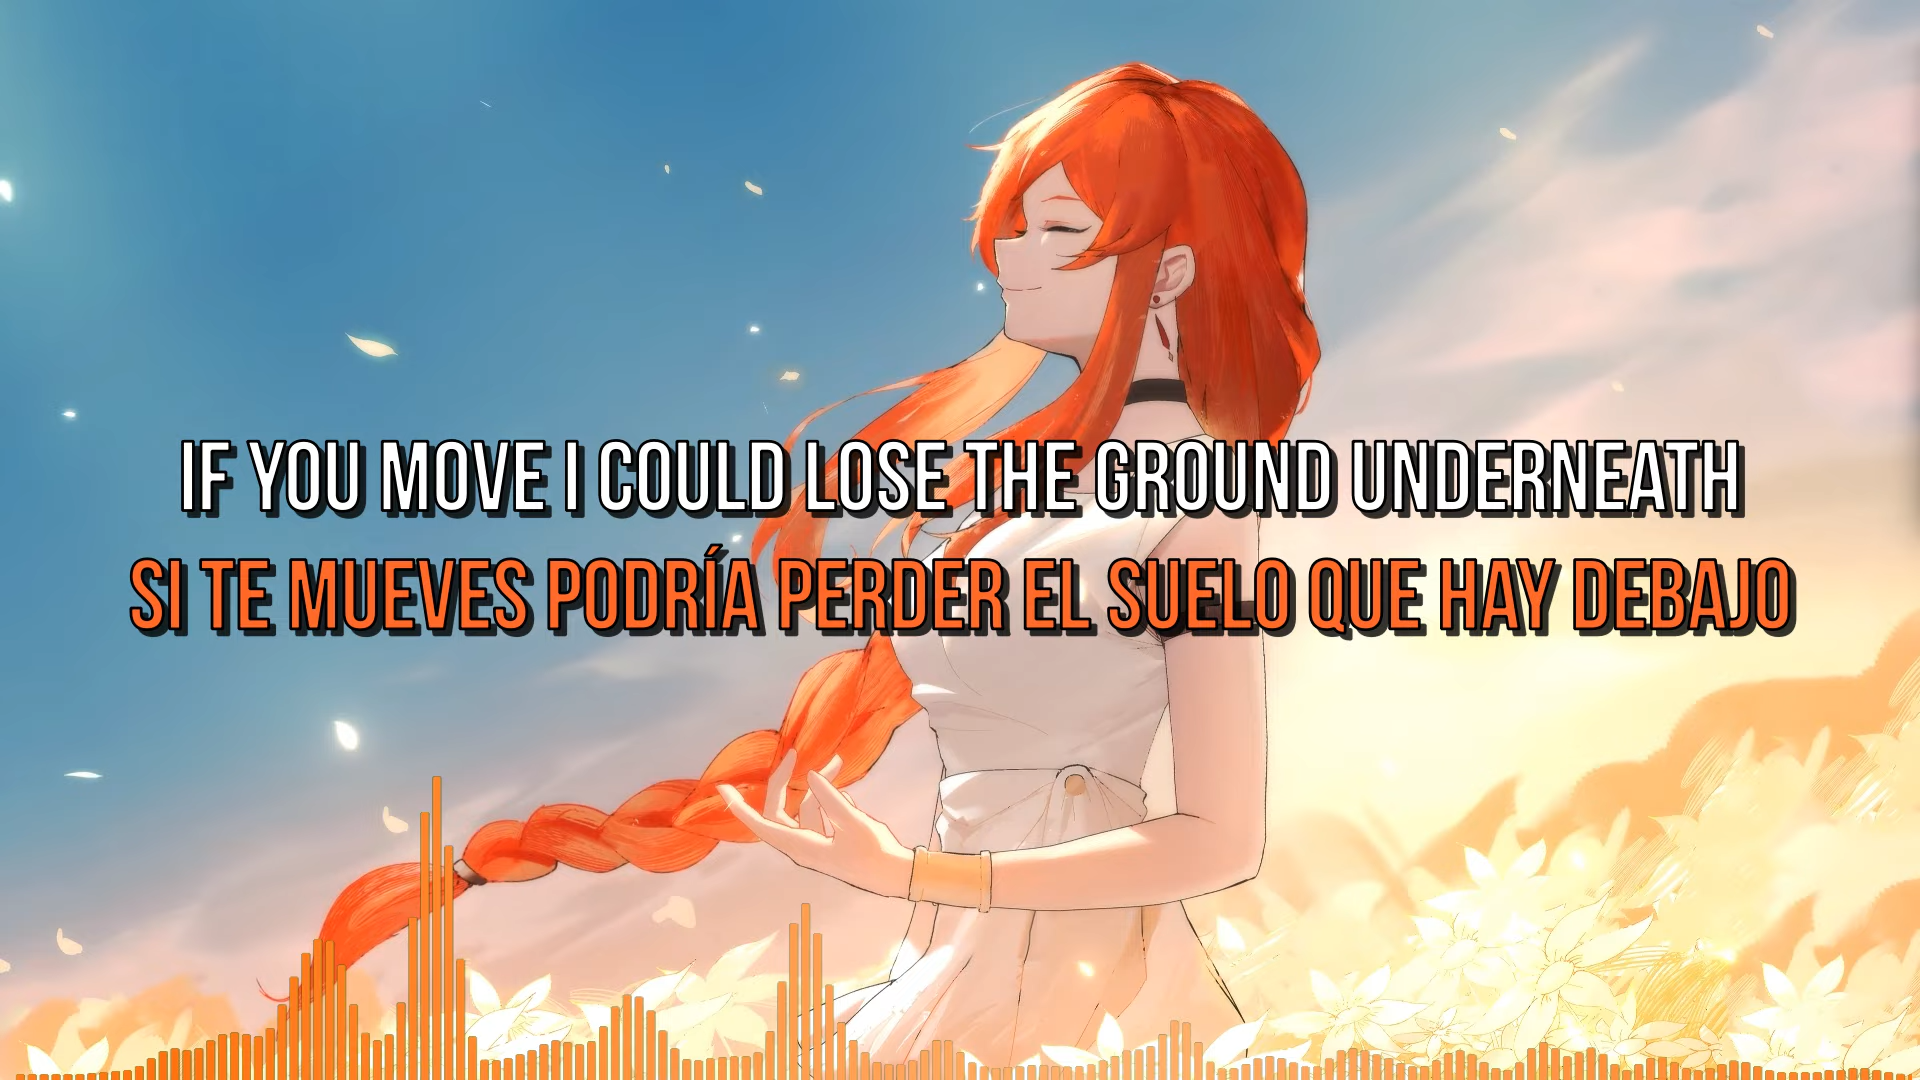 IF YOU MOVE I COULD LOSE THE GROUND UNDERNEATH
SI TE MUEVES PODRÍA PERDER EL SUELO QUE HAY DEBAJO